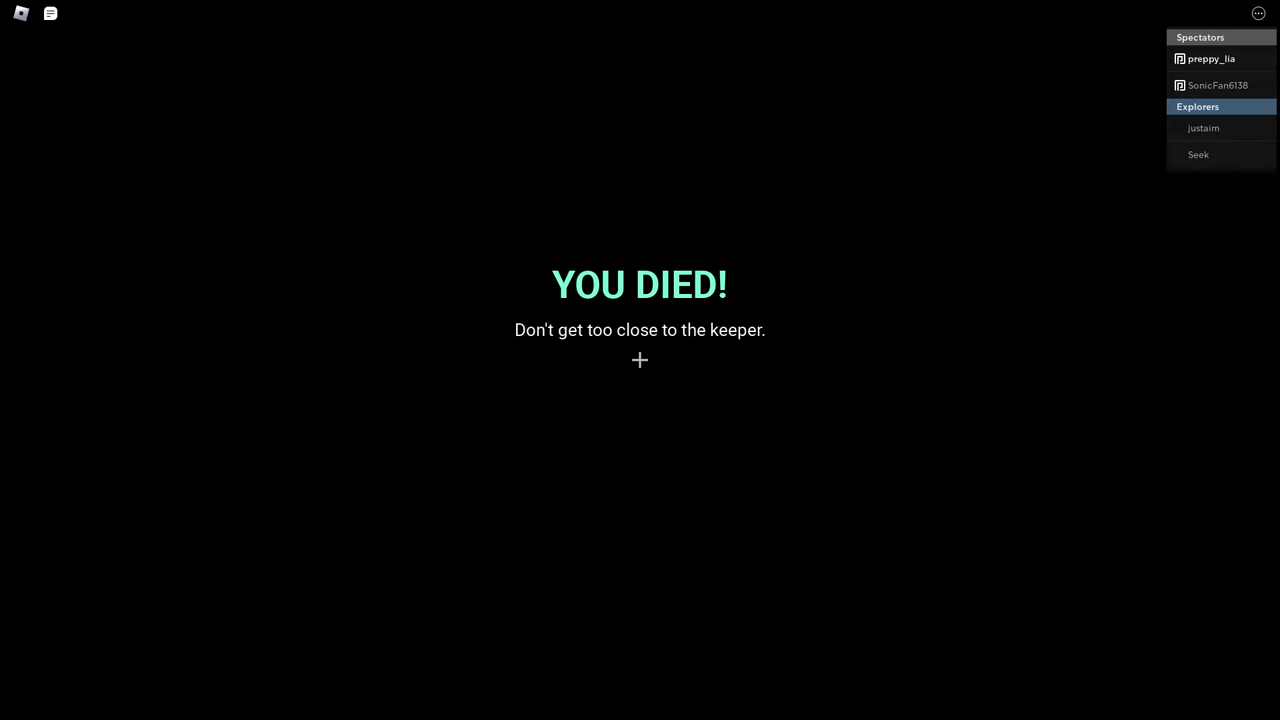 Spectators
preppy_lia
SonicFan6138
Explorers
justaim
Seek
YOU DIED!
Don't get too close to the keeper.